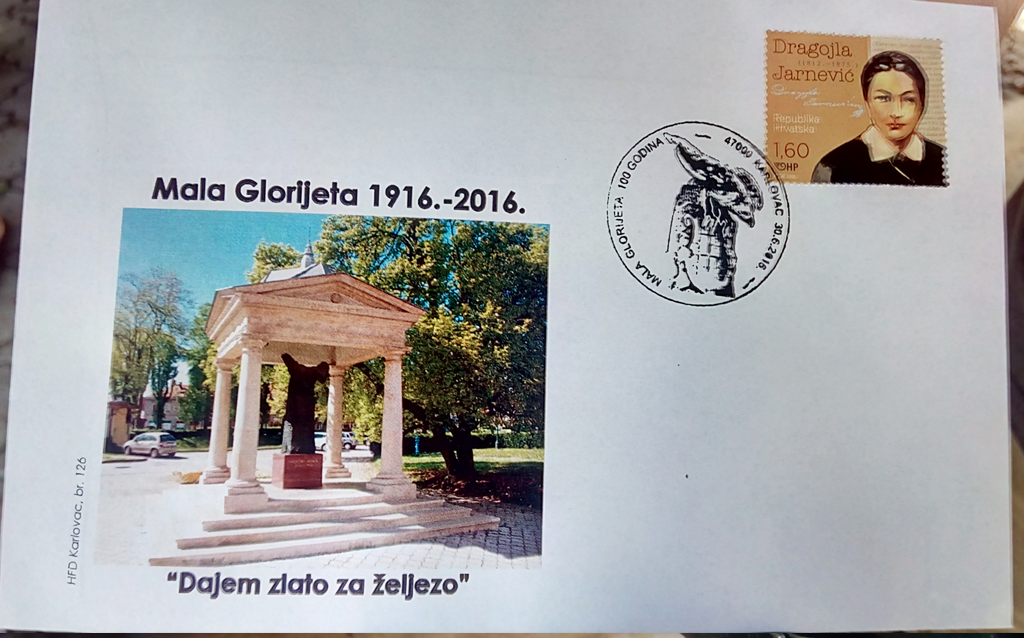 Mala Glorijeta 1916.-2016.
"Dajem zlato za željezo"
HFD Karlovac, br. 126
MALA GLORIJETA 100 GODINA
47000 KARLOVAC 30.6.2016
Dragojla
Jarnević
Republika
Hrvatska
1,60
HP